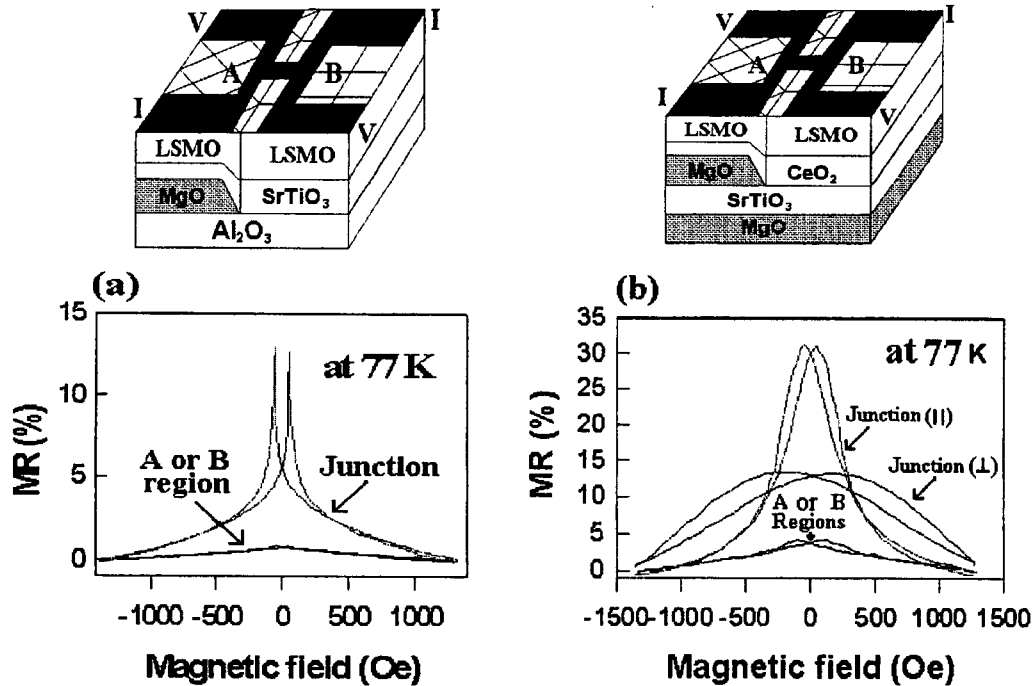 V I
A B
I V
LSMO LSMO
MgO SrTiO₃
Al₂O₃
V I
A B
I V
LSMO LSMO
MgO CeO₂
SrTiO₃
MgO
(a)
15
10
5
0
MR (%)
at 77 K
A or B
region
Junction
-1000 -500 0 500 1000
Magnetic field (Oe)
(b)
35
30
25
20
15
10
5
0
MR (%)
at 77 K
Junction (||)
Junction (⊥)
A or B
Regions
-1500 -1000 -500 0 500 1000 1500
Magnetic field (Oe)